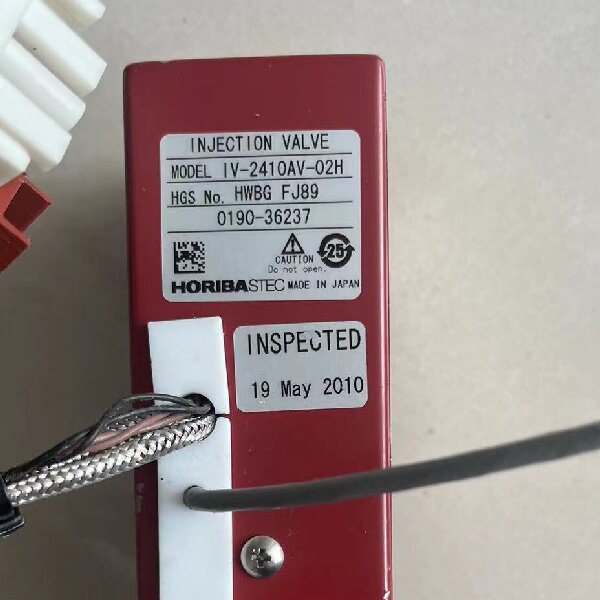 INJECTION VALVE
MODEL IV-2410AV-02H
HGS No. HWBG FJ89
0190-36237
CAUTION
Do not open.
25
HORIBASTEC MADE IN JAPAN
INSPECTED
19 May 2010